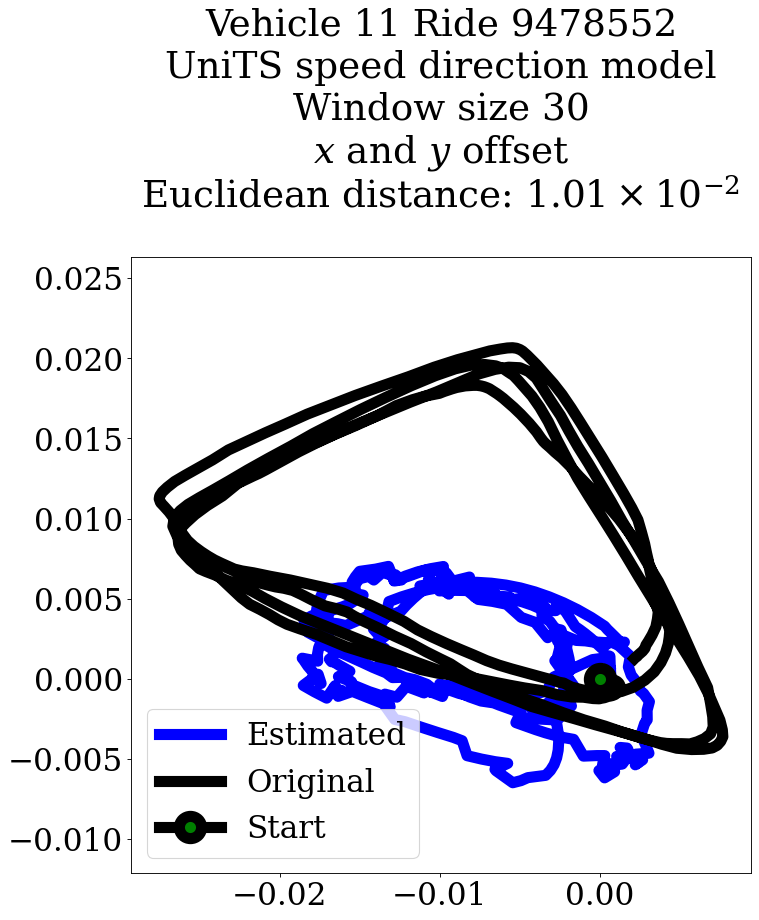 Vehicle 11 Ride 9478552
UniTS speed direction model
Window size 30
x and y offset
Euclidean distance: 1.01 × 10⁻²
0.025
0.020
0.015
0.010
0.005
0.000
−0.005
−0.010
Estimated
Original
Start
−0.02 −0.01 0.00